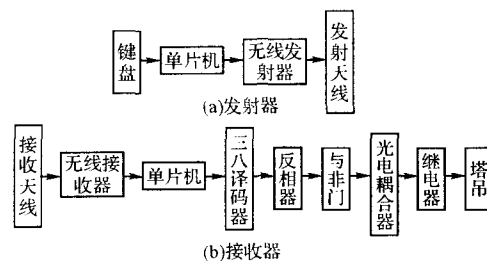 键盘
单片机
无线发
射器
发射天线
(a)发射器
接收天线
无线接
收器
单片机
三八译码器
反相器
与非门
光电耦合器
继电器
塔吊
(b)接收器